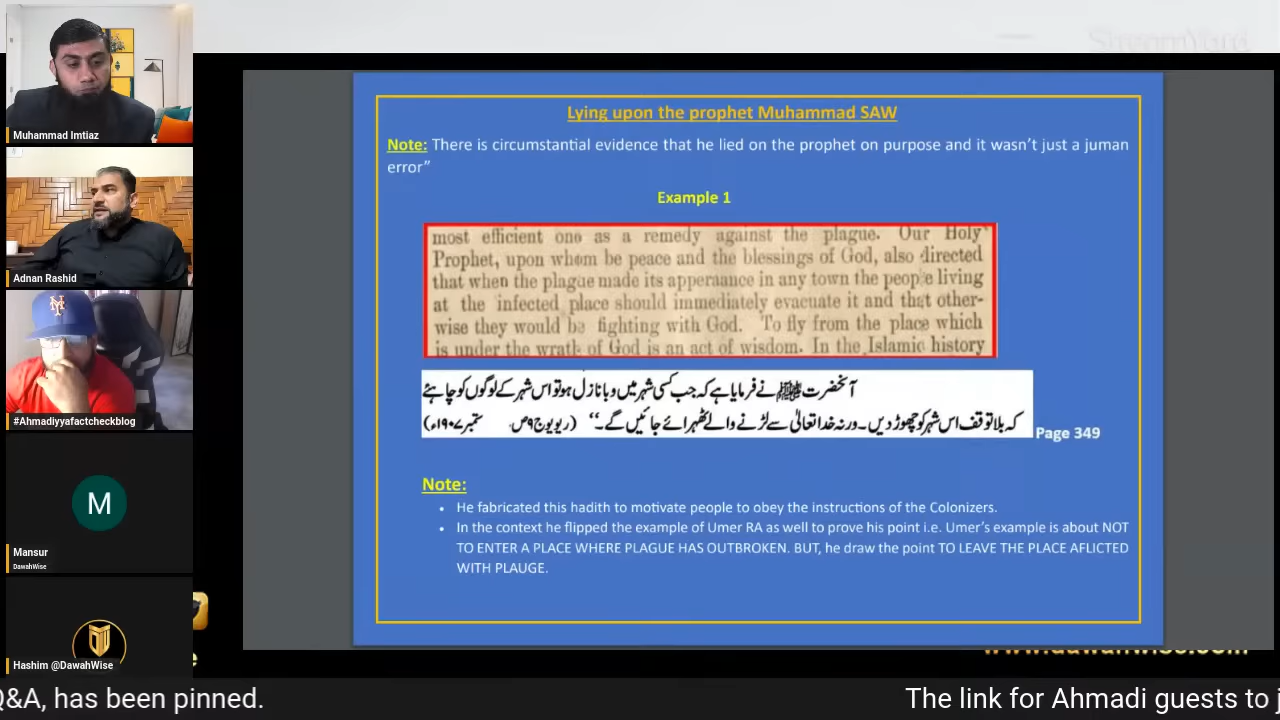 StreamYard
Muhammad Imtiaz
Adnan Rashid
#Ahmadiyyafactcheckblog
M
Mansur
DawahWise
Hashim @DawahWise
Lying upon the prophet Muhammad SAW
Note: There is circumstantial evidence that he lied on the prophet on purpose and it wasn't just a juman
error"
Example 1
most efficient one as a remedy against the plague. Our Holy
Prophet, upon whom be peace and the blessings of God, also directed
that when the plague made its apperaance in any town the people living
at the infected place should immediately evacuate it and that other-
wise they would be fighting with God. To fly from the place which
is under the wrath of God is an act of wisdom. In the Islamic history
آنحضرت ﷺ نے فرمایا ہے کہ جب کسی شہر میں وبا نازل ہو تو اس شہر کے لوگوں کو چاہئے
کہ بلا توقف اس شہر کو چھوڑ دیں۔ ورنہ خدا تعالیٰ سے لڑنے والے ٹھہرائے جائیں گے۔‘‘ (ریویو ج۹ ص ستمبر ۱۹۰۷ء)
Page 349
Note:
• He fabricated this hadith to motivate people to obey the instructions of the Colonizers.
• In the context he flipped the example of Umer RA as well to prove his point i.e. Umer's example is about NOT
TO ENTER A PLACE WHERE PLAGUE HAS OUTBROKEN. BUT, he draw the point TO LEAVE THE PLACE AFLICTED
WITH PLAUGE.
www.dawahwise.com
Q&A, has been pinned.
The link for Ahmadi guests to j